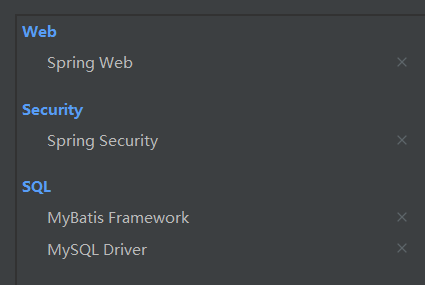 Web
Spring Web
Security
Spring Security
SQL
MyBatis Framework
MySQL Driver